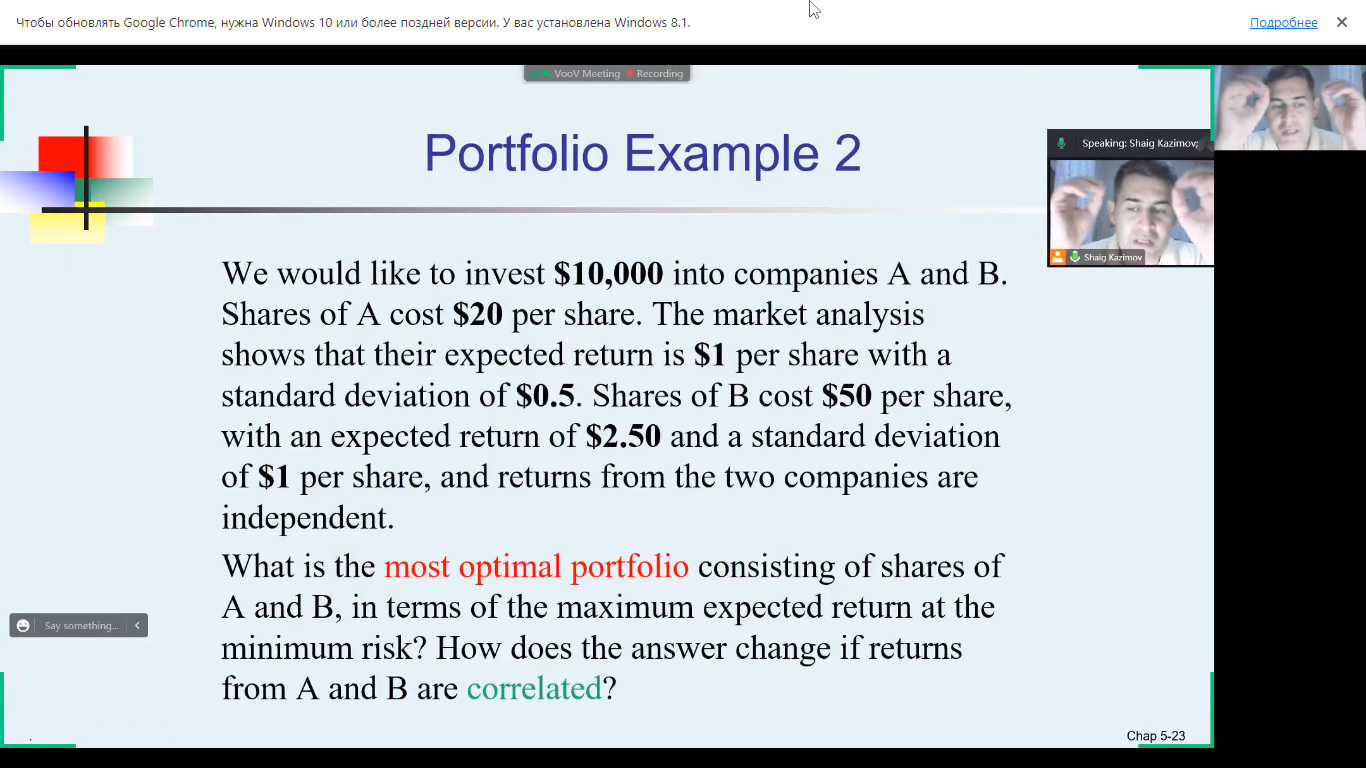 Чтобы обновлять Google Chrome, нужна Windows 10 или более поздней версии. У вас установлена Windows 8.1.
Подробнее
VooV Meeting Recording
Portfolio Example 2
Speaking: Shaig Kazimov;
Shaig Kazimov
We would like to invest $10,000 into companies A and B.
Shares of A cost $20 per share. The market analysis
shows that their expected return is $1 per share with a
standard deviation of $0.5. Shares of B cost $50 per share,
with an expected return of $2.50 and a standard deviation
of $1 per share, and returns from the two companies are
independent.
What is the most optimal portfolio consisting of shares of
A and B, in terms of the maximum expected return at the
minimum risk? How does the answer change if returns
from A and B are correlated?
Say something...
Chap 5-23